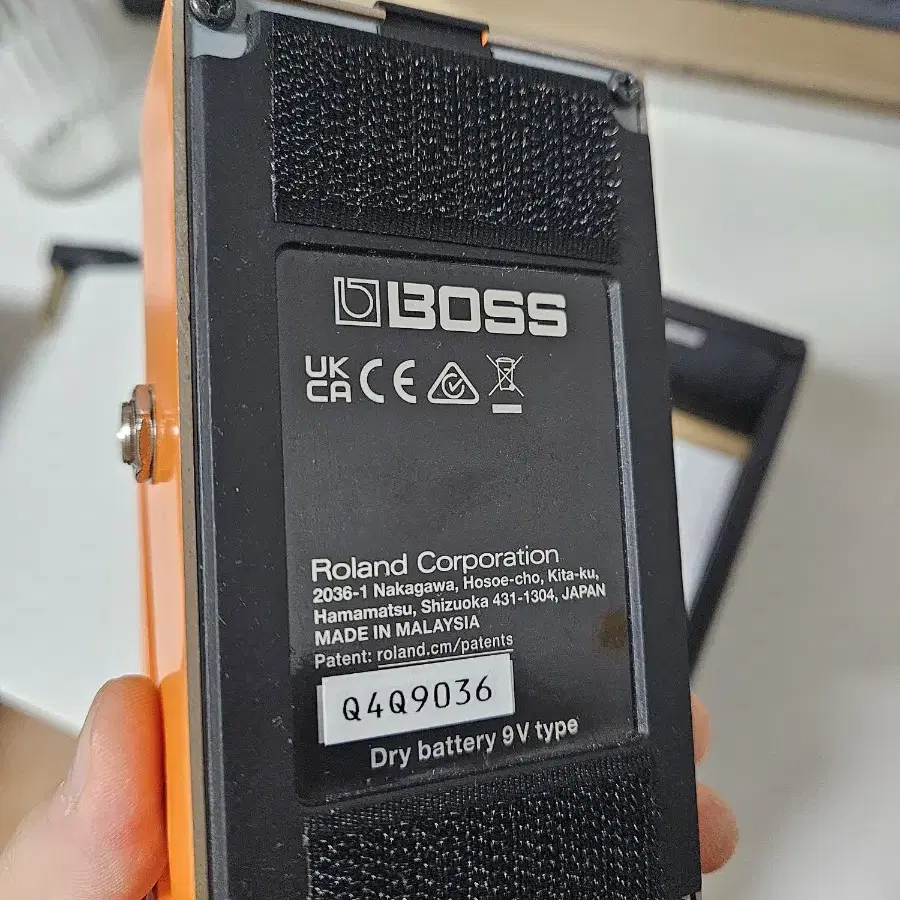 BOSS
UK
CA CE
Roland Corporation
2036-1 Nakagawa, Hosoe-cho, Kita-ku,
Hamamatsu, Shizuoka 431-1304, JAPAN
MADE IN MALAYSIA
Patent: roland.cm/patents
Q4Q9036
Dry battery 9V type